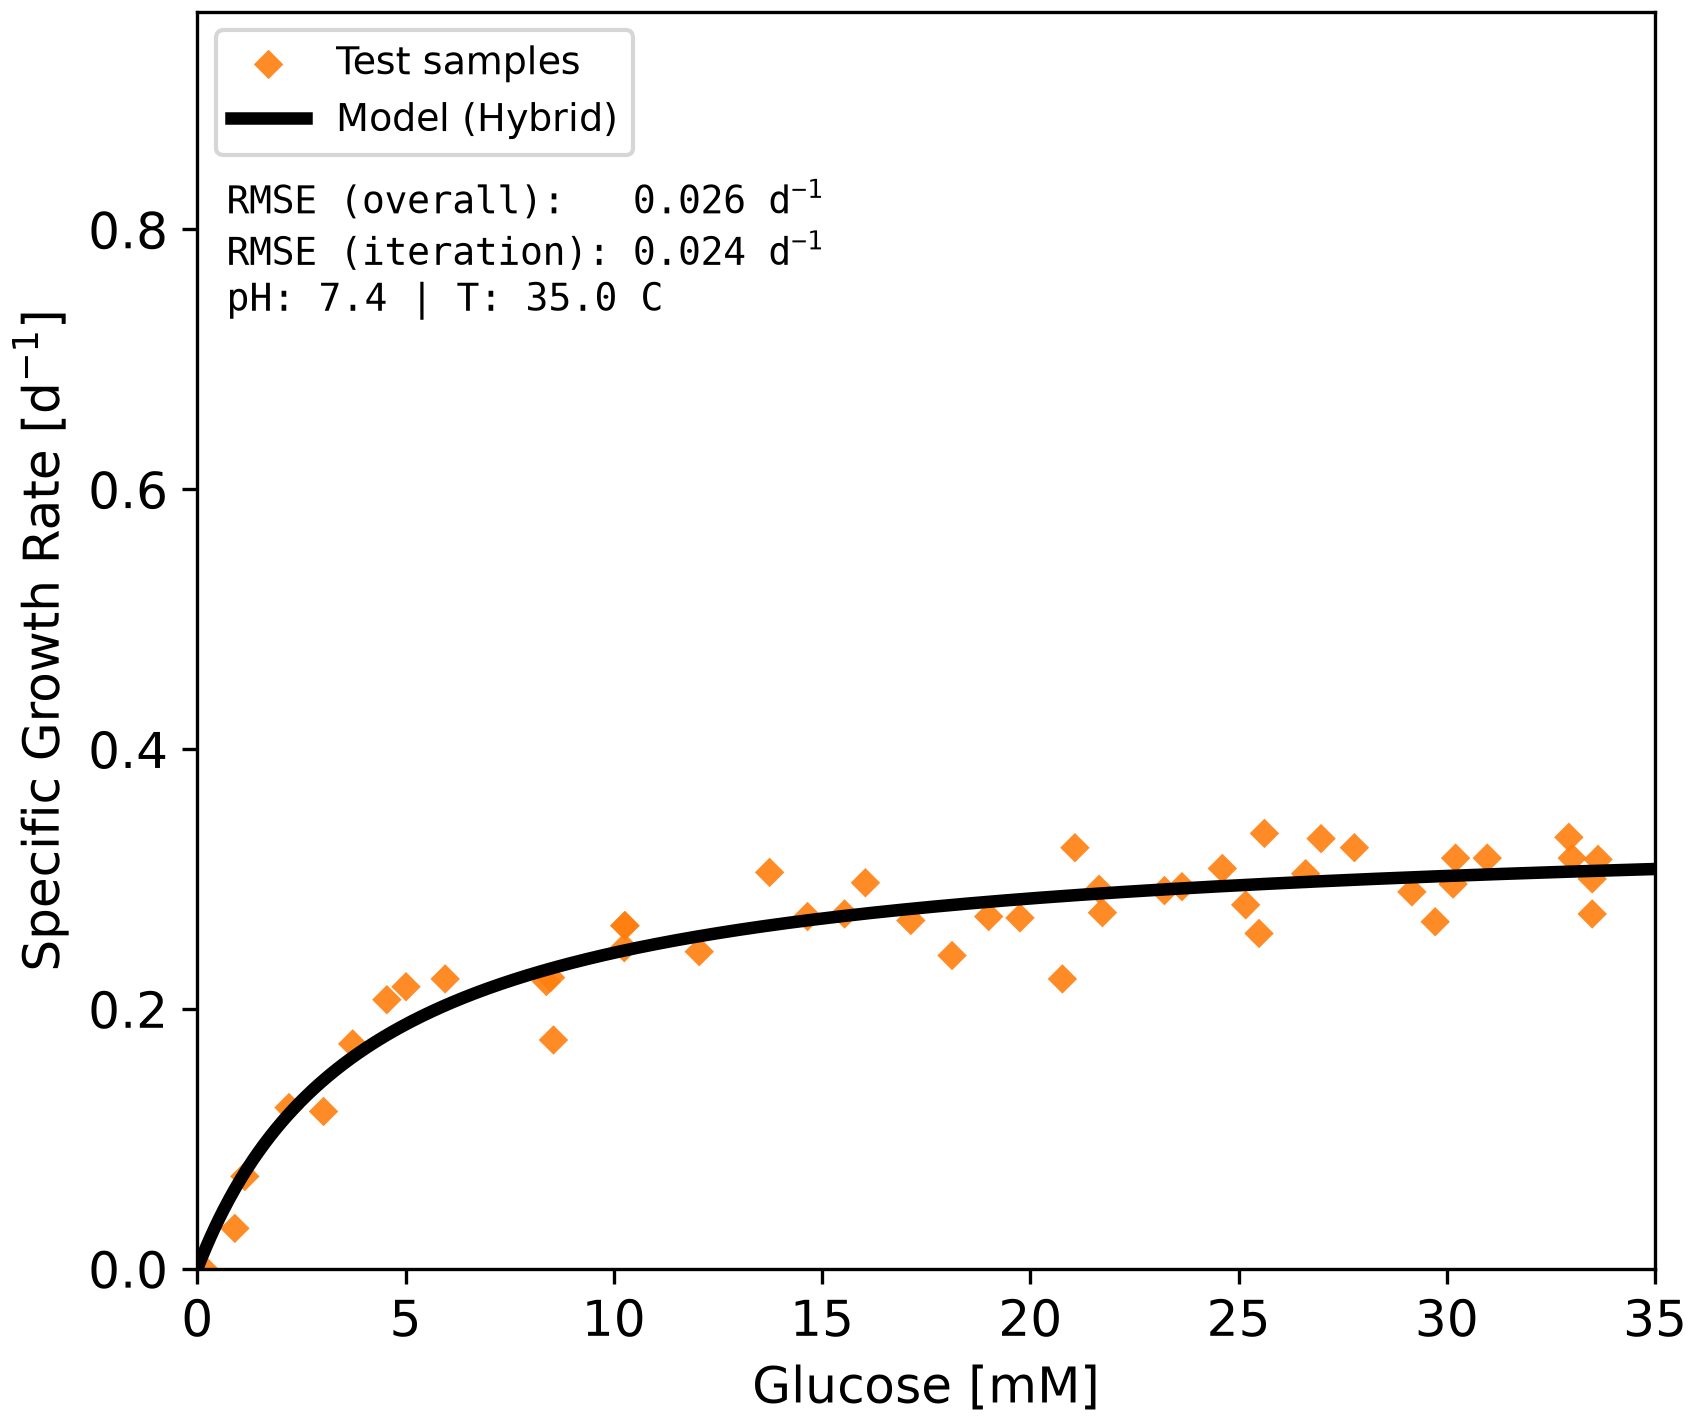 Test samples
Model (Hybrid)
RMSE (overall): 0.026 d⁻¹
RMSE (iteration): 0.024 d⁻¹
pH: 7.4 | T: 35.0 C
Specific Growth Rate [d⁻¹]
0.8
0.6
0.4
0.2
0.0
0 5 10 15 20 25 30 35
Glucose [mM]